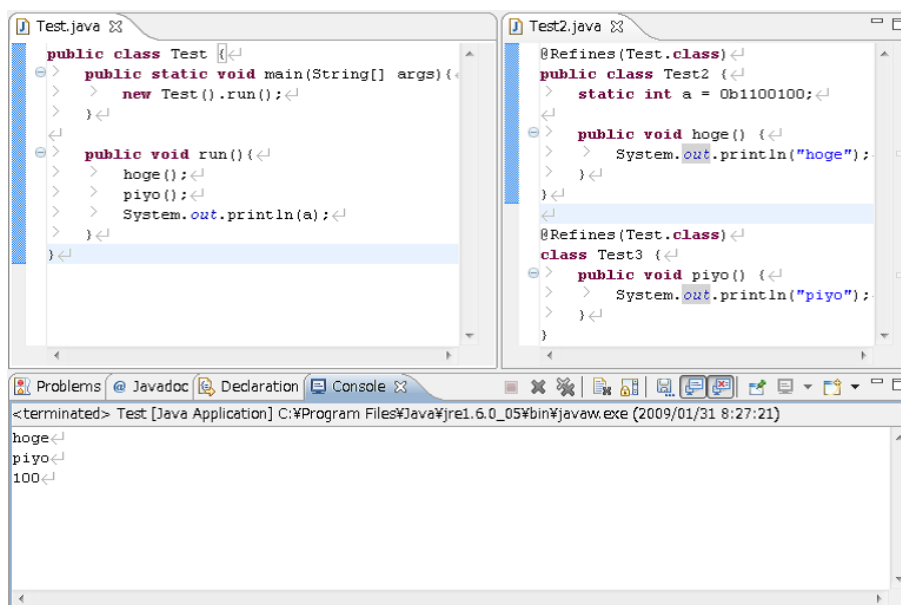 Test.java
public class Test {
public static void main(String[] args){
new Test().run();
}
public void run(){
hoge();
piyo();
System.out.println(a);
}
}
Test2.java
@Refines(Test.class)
public class Test2 {
static int a = 0b1100100;
public void hoge() {
System.out.println("hoge");
}
}
@Refines(Test.class)
class Test3 {
public void piyo() {
System.out.println("piyo");
}
}
Problems @ Javadoc Declaration Console
<terminated> Test [Java Application] C:¥Program Files¥Java¥jre1.6.0_05¥bin¥javaw.exe (2009/01/31 8:27:21)
hoge
piyo
100